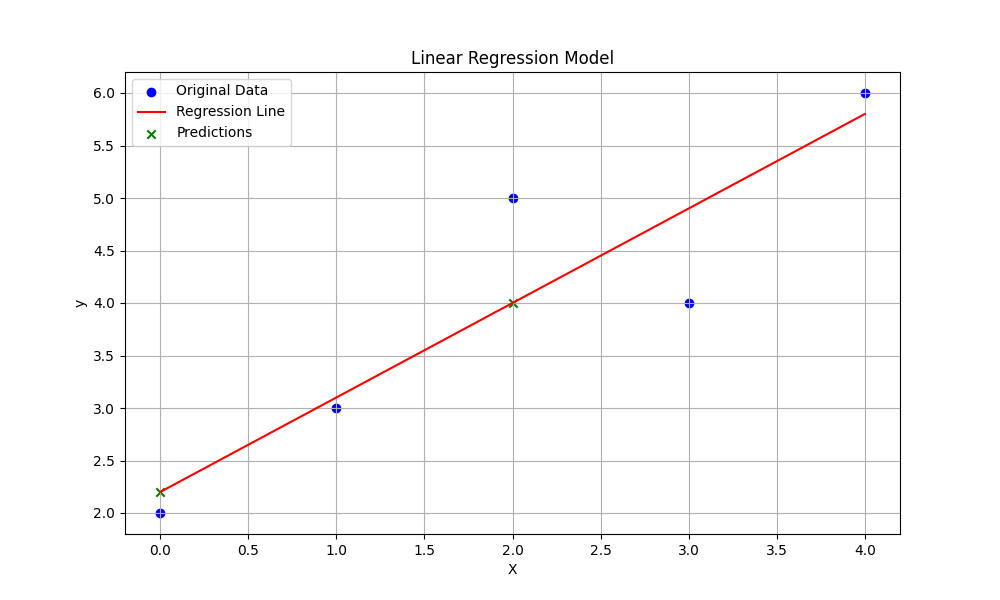 Linear Regression Model
Original Data
Regression Line
Predictions
6.0
5.5
5.0
4.5
4.0
3.5
3.0
2.5
2.0
y
0.0 0.5 1.0 1.5 2.0 2.5 3.0 3.5 4.0
X